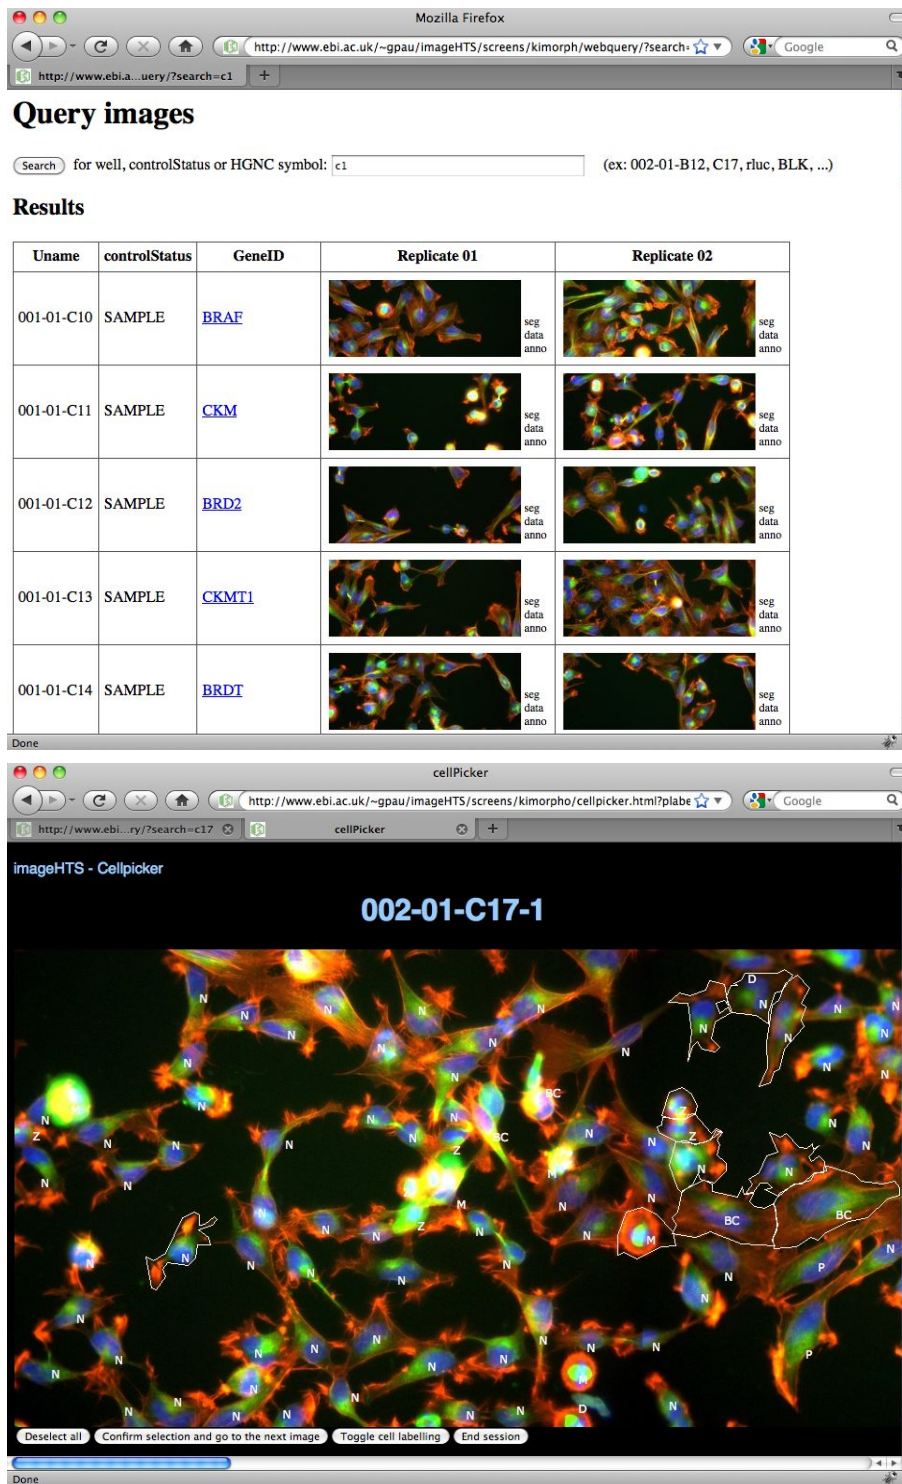 Mozilla Firefox
http://www.ebi.ac.uk/~gpau/imageHTS/screens/kimorph/webquery/?search=
Google
http://www.ebi.a...uery/?search=c1
+
Query images
Search for well, controlStatus or HGNC symbol: c1 (ex: 002-01-B12, C17, rluc, BLK, ...)
Results
Uname controlStatus GeneID Replicate 01 Replicate 02
001-01-C10 SAMPLE BRAF seg data anno seg data anno
001-01-C11 SAMPLE CKM seg data anno seg data anno
001-01-C12 SAMPLE BRD2 seg data anno seg data anno
001-01-C13 SAMPLE CKMT1 seg data anno seg data anno
001-01-C14 SAMPLE BRDT seg data anno seg data anno
Done
cellPicker
http://www.ebi.ac.uk/~gpau/imageHTS/screens/kimorpho/cellpicker.html?plabe
Google
http://www.ebi...ry/?search=c17 cellPicker +
imageHTS - Cellpicker
002-01-C17-1
Deselect all Confirm selection and go to the next image Toggle cell labelling End session
Done